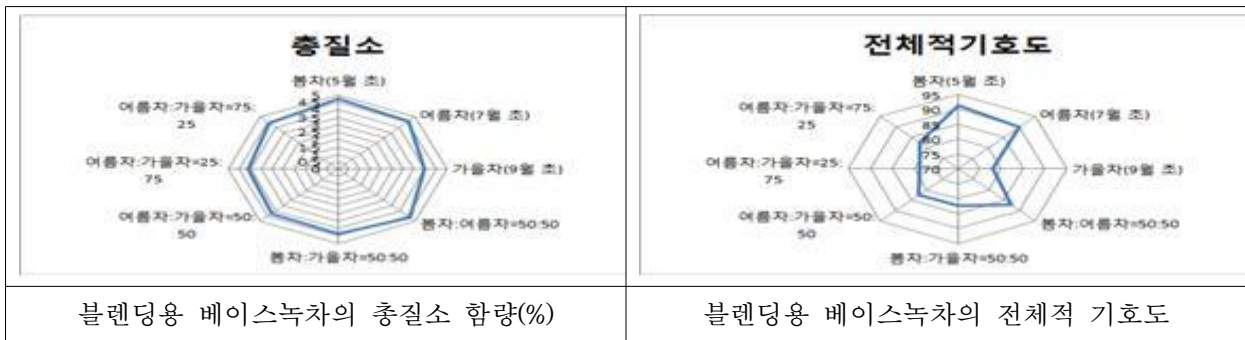 총질소
봄차(5월 초)
여름차(7월 초)
가을차(9월 초)
봄차:여름차=50:50
봄차:가을차=50:50
여름차:가을차=50:
50
여름차:가을차=25:
75
여름차:가을차=75:
25
전체적기호도
봄차(5월 초)
여름차(7월 초)
가을차(9월 초)
봄차:여름차=50:50
봄차:가을차=50:50
여름차:가을차=50:
50
여름차:가을차=25:
75
여름차:가을차=75:
25
95
90
85
80
75
70
블렌딩용 베이스녹차의 총질소 함량(%)
블렌딩용 베이스녹차의 전체적 기호도